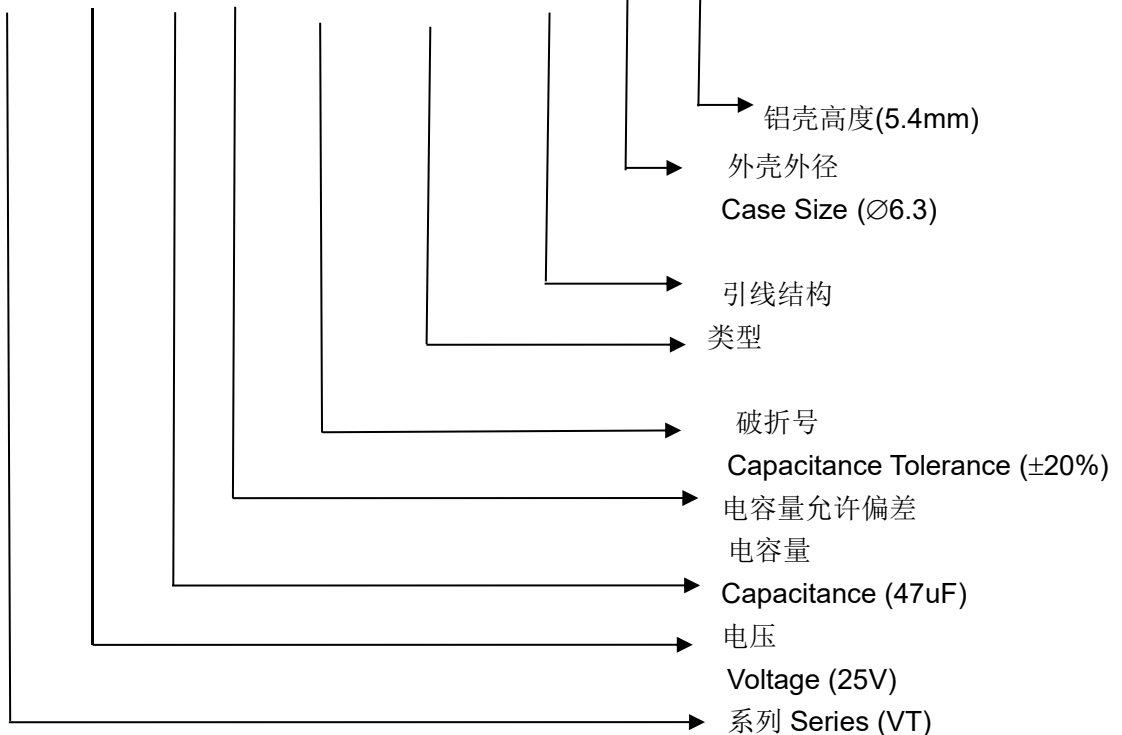 铝壳高度(5.4mm)
外壳外径
Case Size (∅6.3)
引线结构
类型
破折号
Capacitance Tolerance (±20%)
电容量允许偏差
电容量
Capacitance (47uF)
电压
Voltage (25V)
系列 Series (VT)